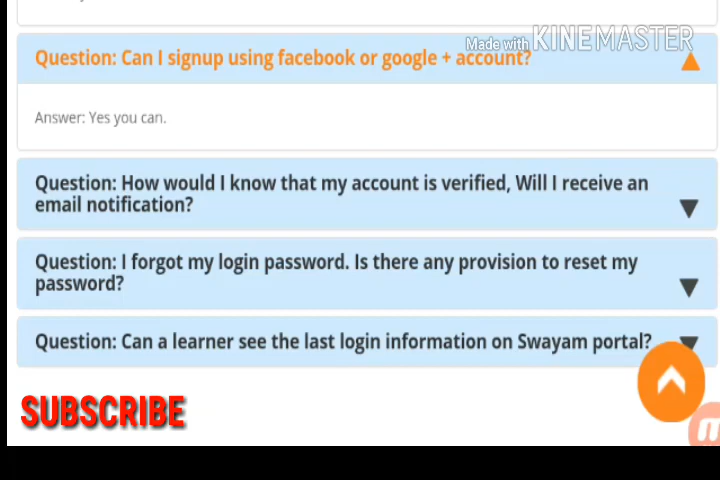 Made with KINEMASTER
Question: Can I signup using facebook or google + account?
Answer: Yes you can.
Question: How would I know that my account is verified, Will I receive an
email notification?
Question: I forgot my login password. Is there any provision to reset my
password?
Question: Can a learner see the last login information on Swayam portal?
SUBSCRIBE